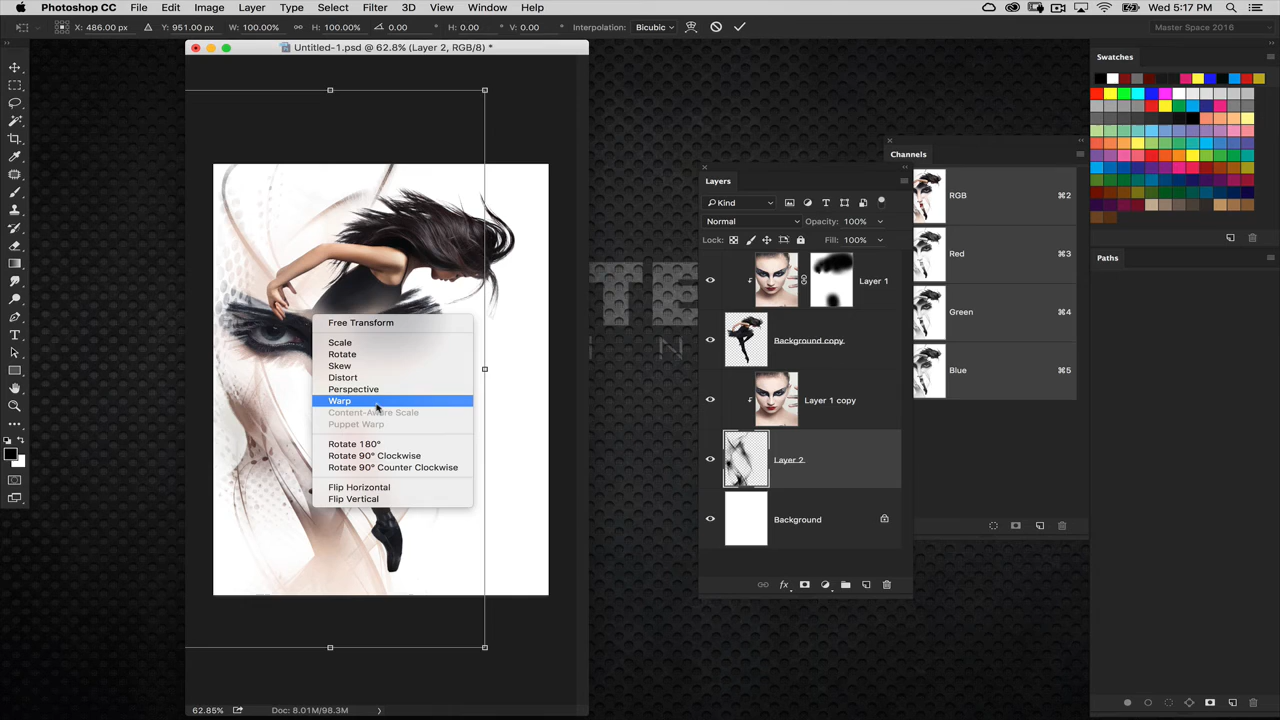 Photoshop CC File Edit Image Layer Type Select Filter 3D View Window Help Wed 5:17 PM
X: 486.00 px Y: 951.00 px W: 100.00% H: 100.00% 0.00 H: 0.00 V: 0.00 Interpolation: Bicubic Master Space 2016
Untitled-1.psd @ 62.8% (Layer 2, RGB/8) *
Swatches
Channels
RGB ⌘2
Red ⌘3
Green ⌘4
Blue ⌘5
Paths
Layers
Kind
Normal Opacity: 100%
Lock: Fill: 100%
Layer 1
Background copy
Layer 1 copy
Layer 2
Background
Free Transform
Scale
Rotate
Skew
Distort
Perspective
Warp
Content-Aware Scale
Puppet Warp
Rotate 180°
Rotate 90° Clockwise
Rotate 90° Counter Clockwise
Flip Horizontal
Flip Vertical
62.85% Doc: 8.01M/98.3M